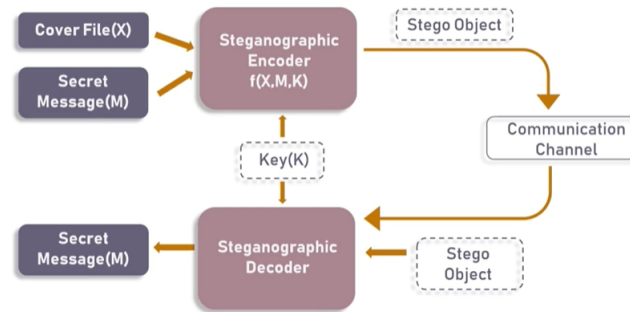 Cover File(X)
Secret
Message(M)
Steganographic
Encoder
f(X,M,K)
Stego Object
Communication
Channel
Key(K)
Secret
Message(M)
Steganographic
Decoder
Stego
Object